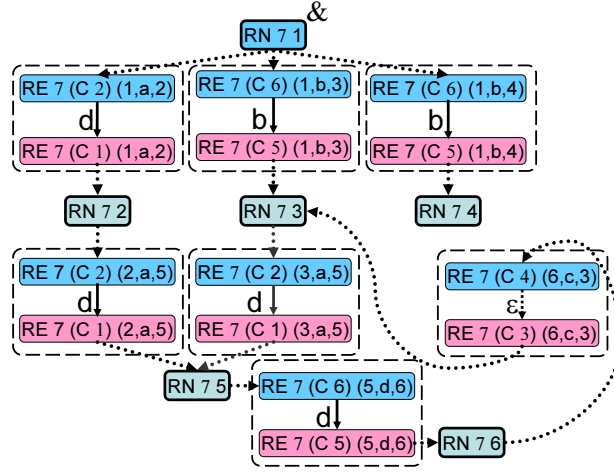 &
RN 7 1
RE 7 (C 2) (1,a,2)
RE 7 (C 6) (1,b,3)
RE 7 (C 6) (1,b,4)
d
b
b
RE 7 (C 1) (1,a,2)
RE 7 (C 5) (1,b,3)
RE 7 (C 5) (1,b,4)
RN 7 2
RN 7 3
RN 7 4
RE 7 (C 2) (2,a,5)
RE 7 (C 2) (3,a,5)
RE 7 (C 4) (6,c,3)
d
d
ε
RE 7 (C 1) (2,a,5)
RE 7 (C 1) (3,a,5)
RE 7 (C 3) (6,c,3)
RN 7 5
RE 7 (C 6) (5,d,6)
d
RE 7 (C 5) (5,d,6)
RN 7 6